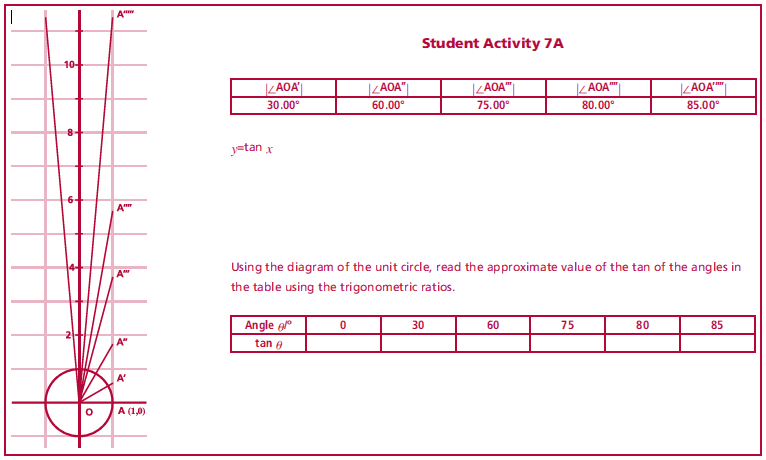 Student Activity 7A
|∠AOA′| |∠AOA″| |∠AOA‴| |∠AOA⁗| |∠AOA⁗′|
30.00° 60.00° 75.00° 80.00° 85.00°
y=tan x
Using the diagram of the unit circle, read the approximate value of the tan of the angles in
the table using the trigonometric ratios.
Angle θ/° 0 30 60 75 80 85
tan θ
A⁗′
10
8
6
A⁗
4
A‴
2
A″
A′
O
A (1,0)